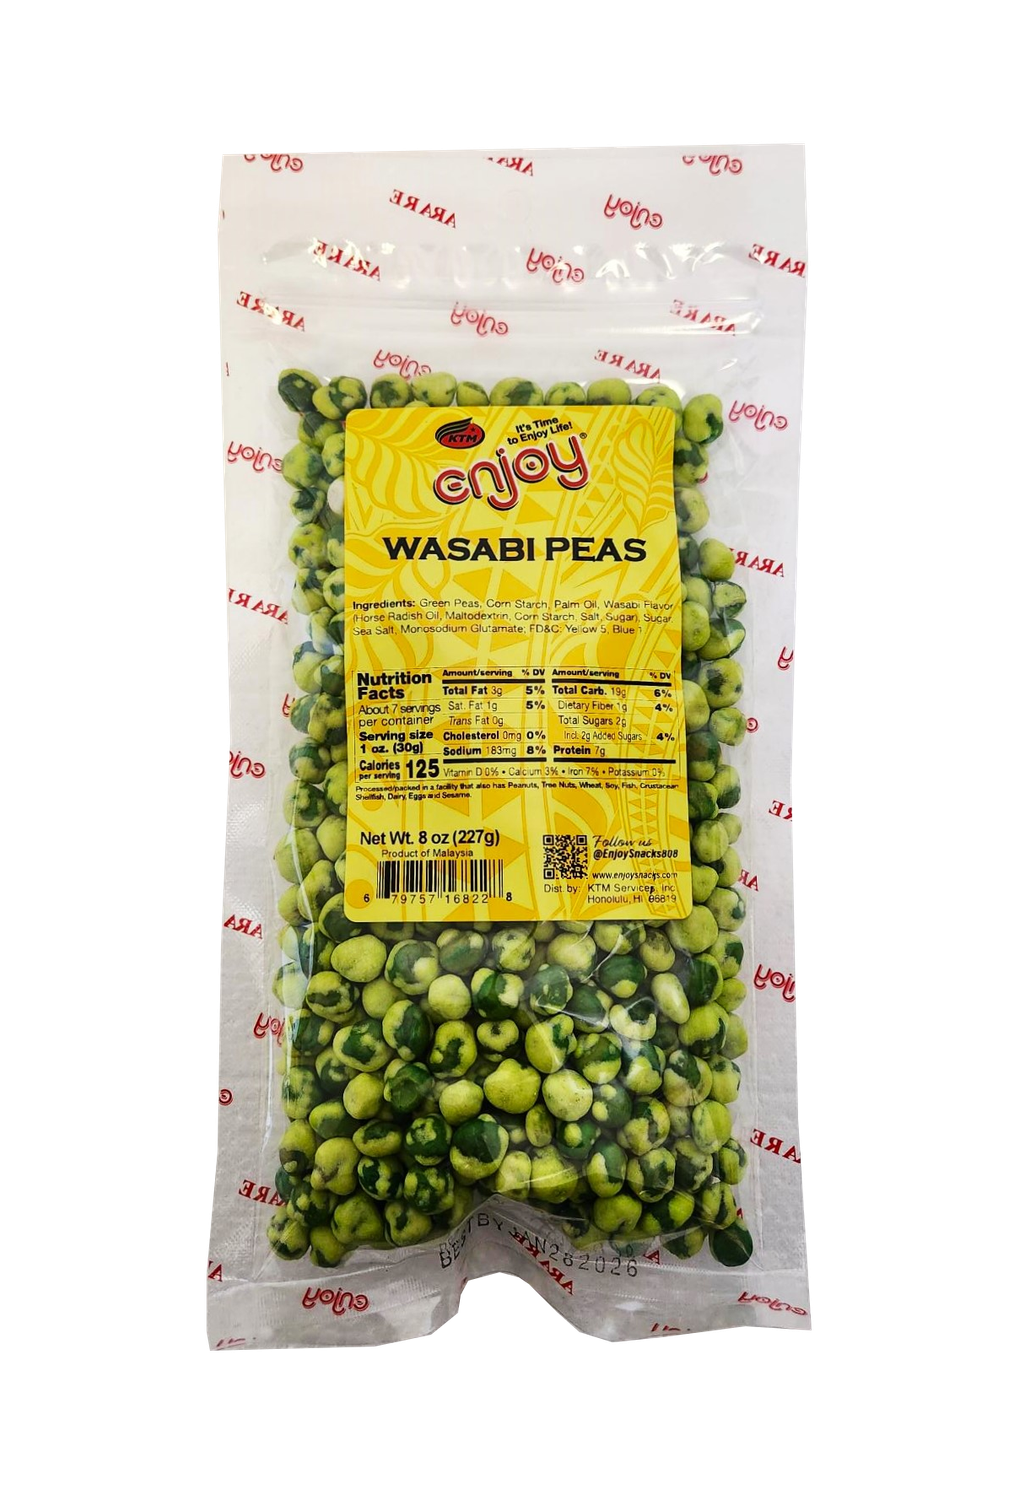 KTM
It's Time
to Enjoy Life!
enjoy®
WASABI PEAS
Ingredients: Green Peas, Corn Starch, Palm Oil, Wasabi Flavor
(Horse Radish Oil, Maltodextrin, Corn Starch, Salt, Sugar), Sugar,
Sea Salt, Monosodium Glutamate; FD&C: Yellow 5, Blue 1
Nutrition
Facts
About 7 servings
per container
Serving size
1 oz. (30g)
Calories
per serving 125
Amount/serving % DV
Total Fat 3g 5%
Sat. Fat 1g 5%
Trans Fat 0g
Cholesterol 0mg 0%
Sodium 183mg 8%
Amount/serving % DV
Total Carb. 19g 6%
Dietary Fiber 1g 4%
Total Sugars 2g
Incl. 2g Added Sugars 4%
Protein 7g
Vitamin D 0% • Calcium 3% • Iron 7% • Potassium 0%
Processed/packed in a facility that also has Peanuts, Tree Nuts, Wheat, Soy, Fish, Crustacean
Shellfish, Dairy, Eggs and Sesame.
Net Wt. 8 oz (227g)
Product of Malaysia
6 79757 16822 8
Follow us
@EnjoySnacks808
www.enjoysnacks.com
Dist. by: KTM Services, Inc.
Honolulu, HI 96819
BEST BY JAN282026
enjoy
ARARE